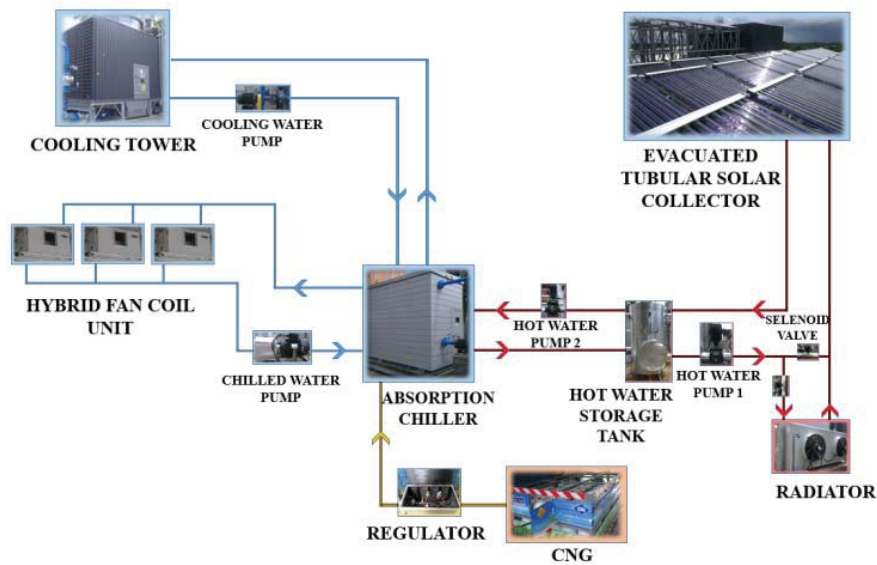 COOLING TOWER
COOLING WATER
PUMP
EVACUATED
TUBULAR SOLAR
COLLECTOR
HYBRID FAN COIL
UNIT
CHILLED WATER
PUMP
ABSORPTION
CHILLER
HOT WATER
PUMP 2
HOT WATER
STORAGE
TANK
HOT WATER
PUMP 1
SELENOID
VALVE
RADIATOR
REGULATOR
CNG